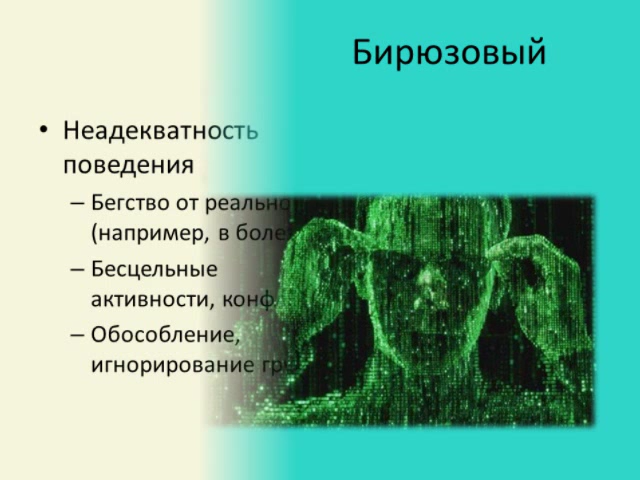 Бирюзовый
• Неадекватность
поведения
– Бегство от реально
(например, в боле
– Бесцельные
активности, конф
– Обособление,
игнорирование гр